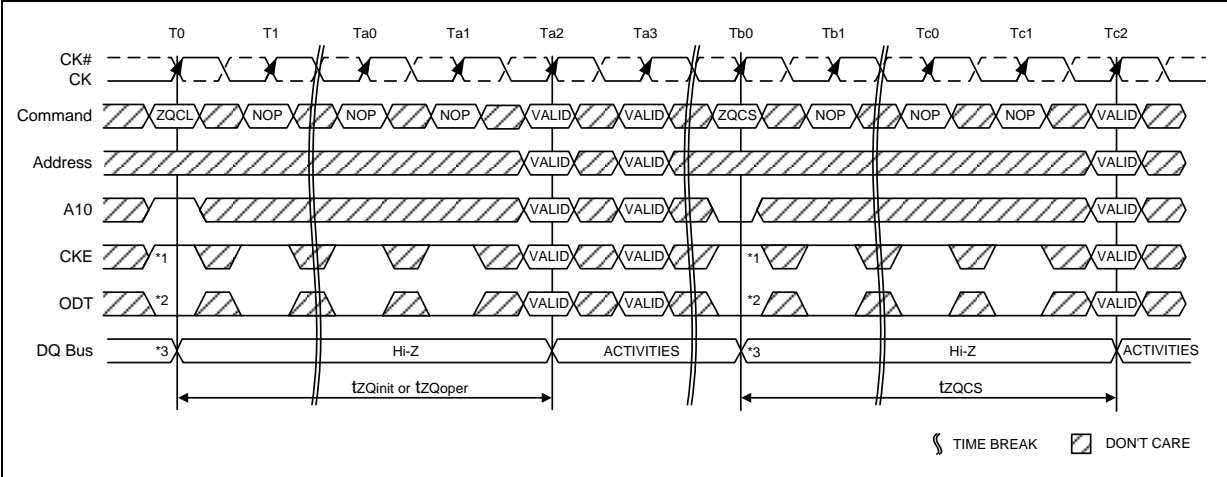 T0 T1 Ta0 Ta1 Ta2 Ta3 Tb0 Tb1 Tc0 Tc1 Tc2
CK#
CK
Command ZQCL NOP NOP NOP VALID VALID ZQCS NOP NOP NOP VALID
Address VALID VALID VALID
A10 VALID VALID VALID
CKE *1 VALID VALID *1 VALID
ODT *2 VALID VALID *2 VALID
DQ Bus *3 Hi-Z ACTIVITIES *3 Hi-Z ACTIVITIES
tZQinit or tZQoper tZQCS
TIME BREAK DON'T CARE